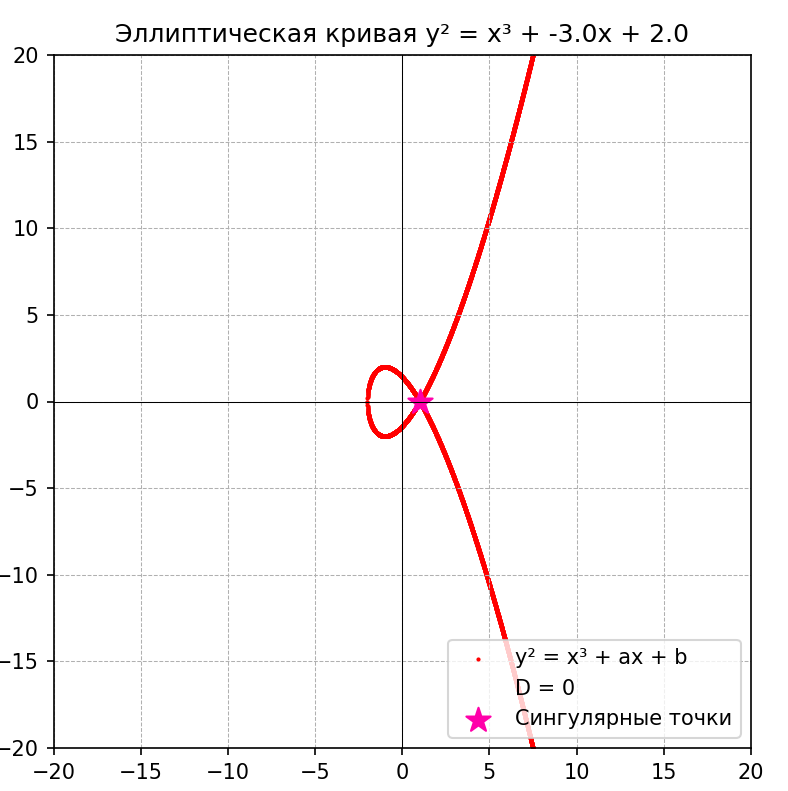 Эллиптическая кривая y² = x³ + -3.0x + 2.0
20
15
10
5
0
−5
−10
−15
−20
y² = x³ + ax + b
D = 0
Сингулярные точки
−20 −15 −10 −5 0 5 10 15 20